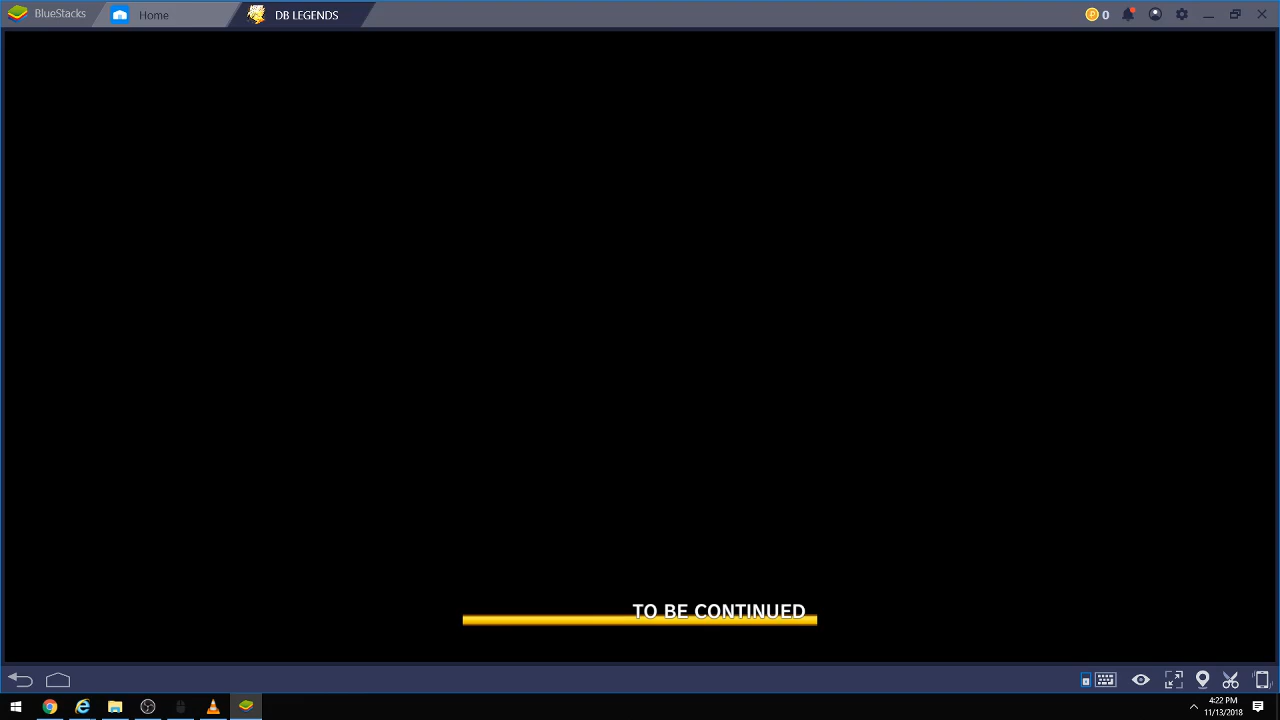 BlueStacks
Home
DB LEGENDS
0
TO BE CONTINUED
4:22 PM
11/13/2018